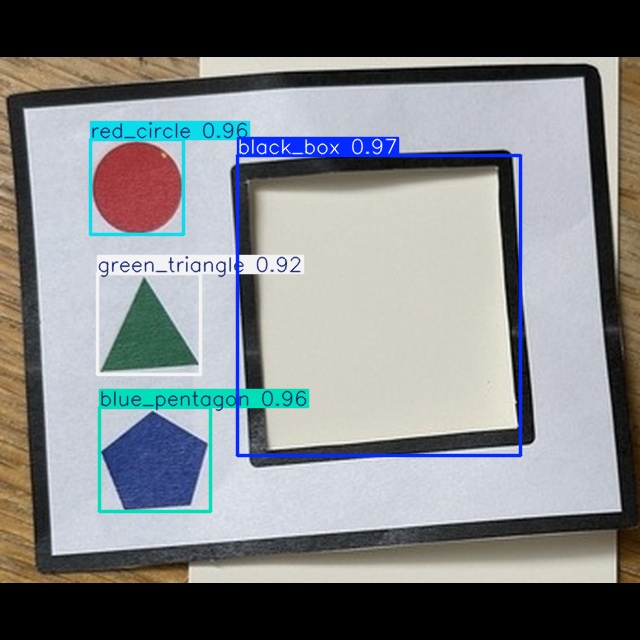 red_circle 0.96
black_box 0.97
green_triangle 0.92
blue_pentagon 0.96